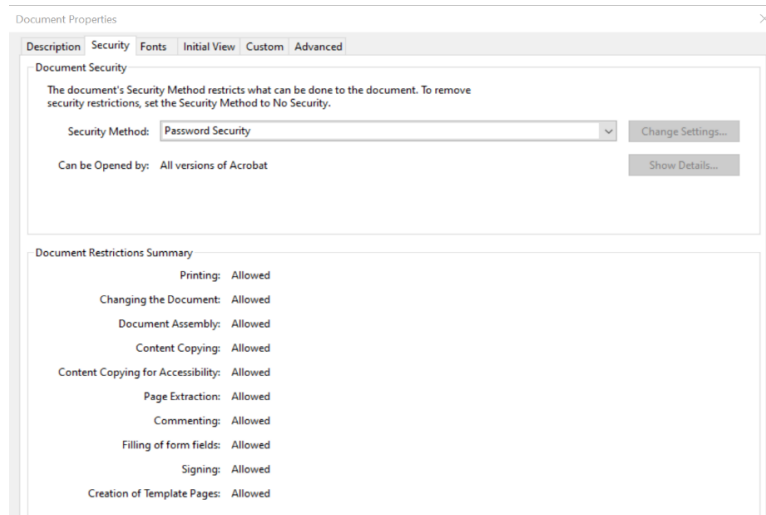 Document Properties
Description Security Fonts Initial View Custom Advanced
Document Security
The document's Security Method restricts what can be done to the document. To remove
security restrictions, set the Security Method to No Security.
Security Method: Password Security Change Settings...
Can be Opened by: All versions of Acrobat Show Details...
Document Restrictions Summary
Printing: Allowed
Changing the Document: Allowed
Document Assembly: Allowed
Content Copying: Allowed
Content Copying for Accessibility: Allowed
Page Extraction: Allowed
Commenting: Allowed
Filling of form fields: Allowed
Signing: Allowed
Creation of Template Pages: Allowed